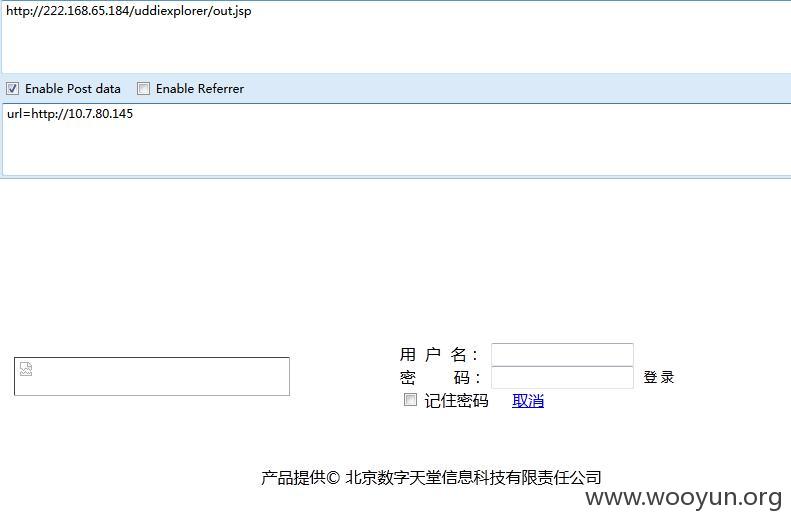 http://222.168.65.184/uddiexplorer/out.jsp
Enable Post data Enable Referrer
url=http://10.7.80.145
用 户 名：
密 码： 登 录
记住密码 取消
产品提供© 北京数字天堂信息科技有限责任公司
www.wooyun.org